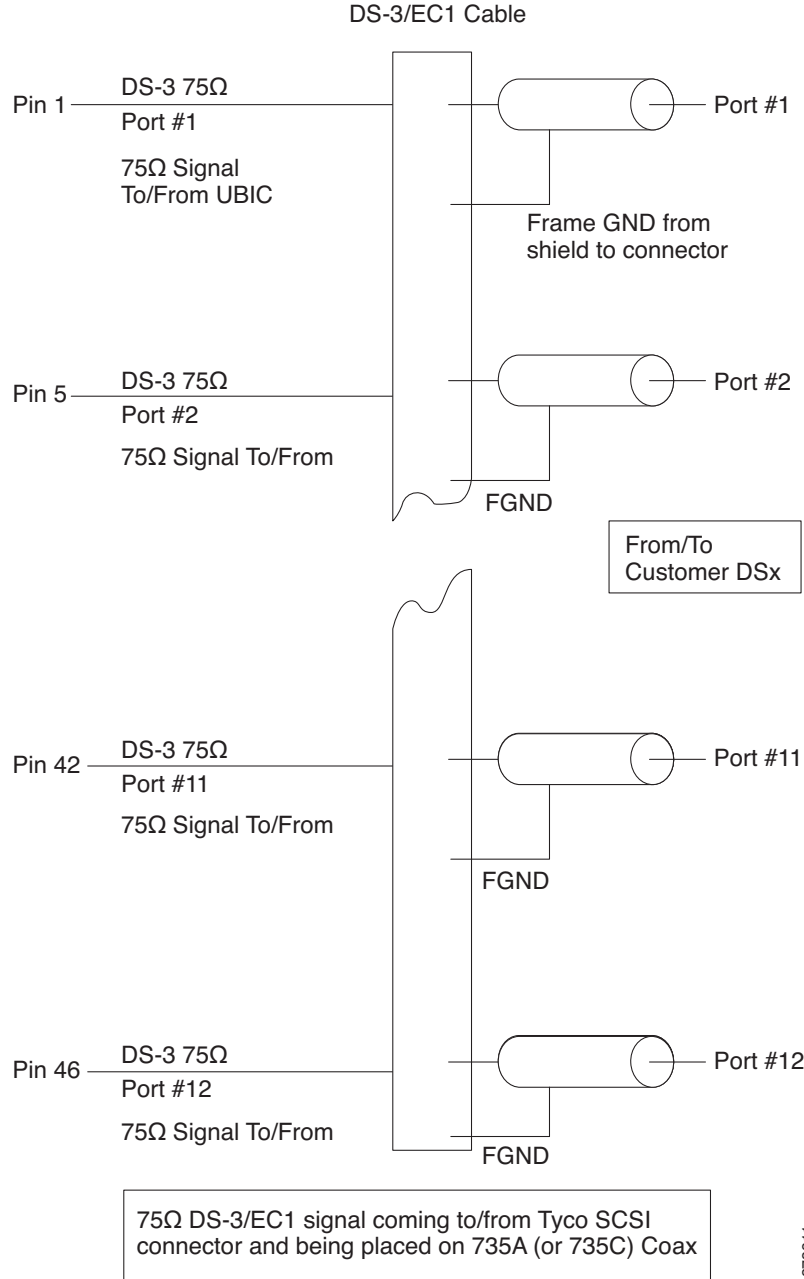 DS-3/EC1 Cable
Pin 1
DS-3 75Ω
Port #1
75Ω Signal
To/From UBIC
Port #1
Frame GND from
shield to connector
Pin 5
DS-3 75Ω
Port #2
75Ω Signal To/From
Port #2
FGND
From/To
Customer DSx
Pin 42
DS-3 75Ω
Port #11
75Ω Signal To/From
Port #11
FGND
Pin 46
DS-3 75Ω
Port #12
75Ω Signal To/From
Port #12
FGND
75Ω DS-3/EC1 signal coming to/from Tyco SCSI
connector and being placed on 735A (or 735C) Coax